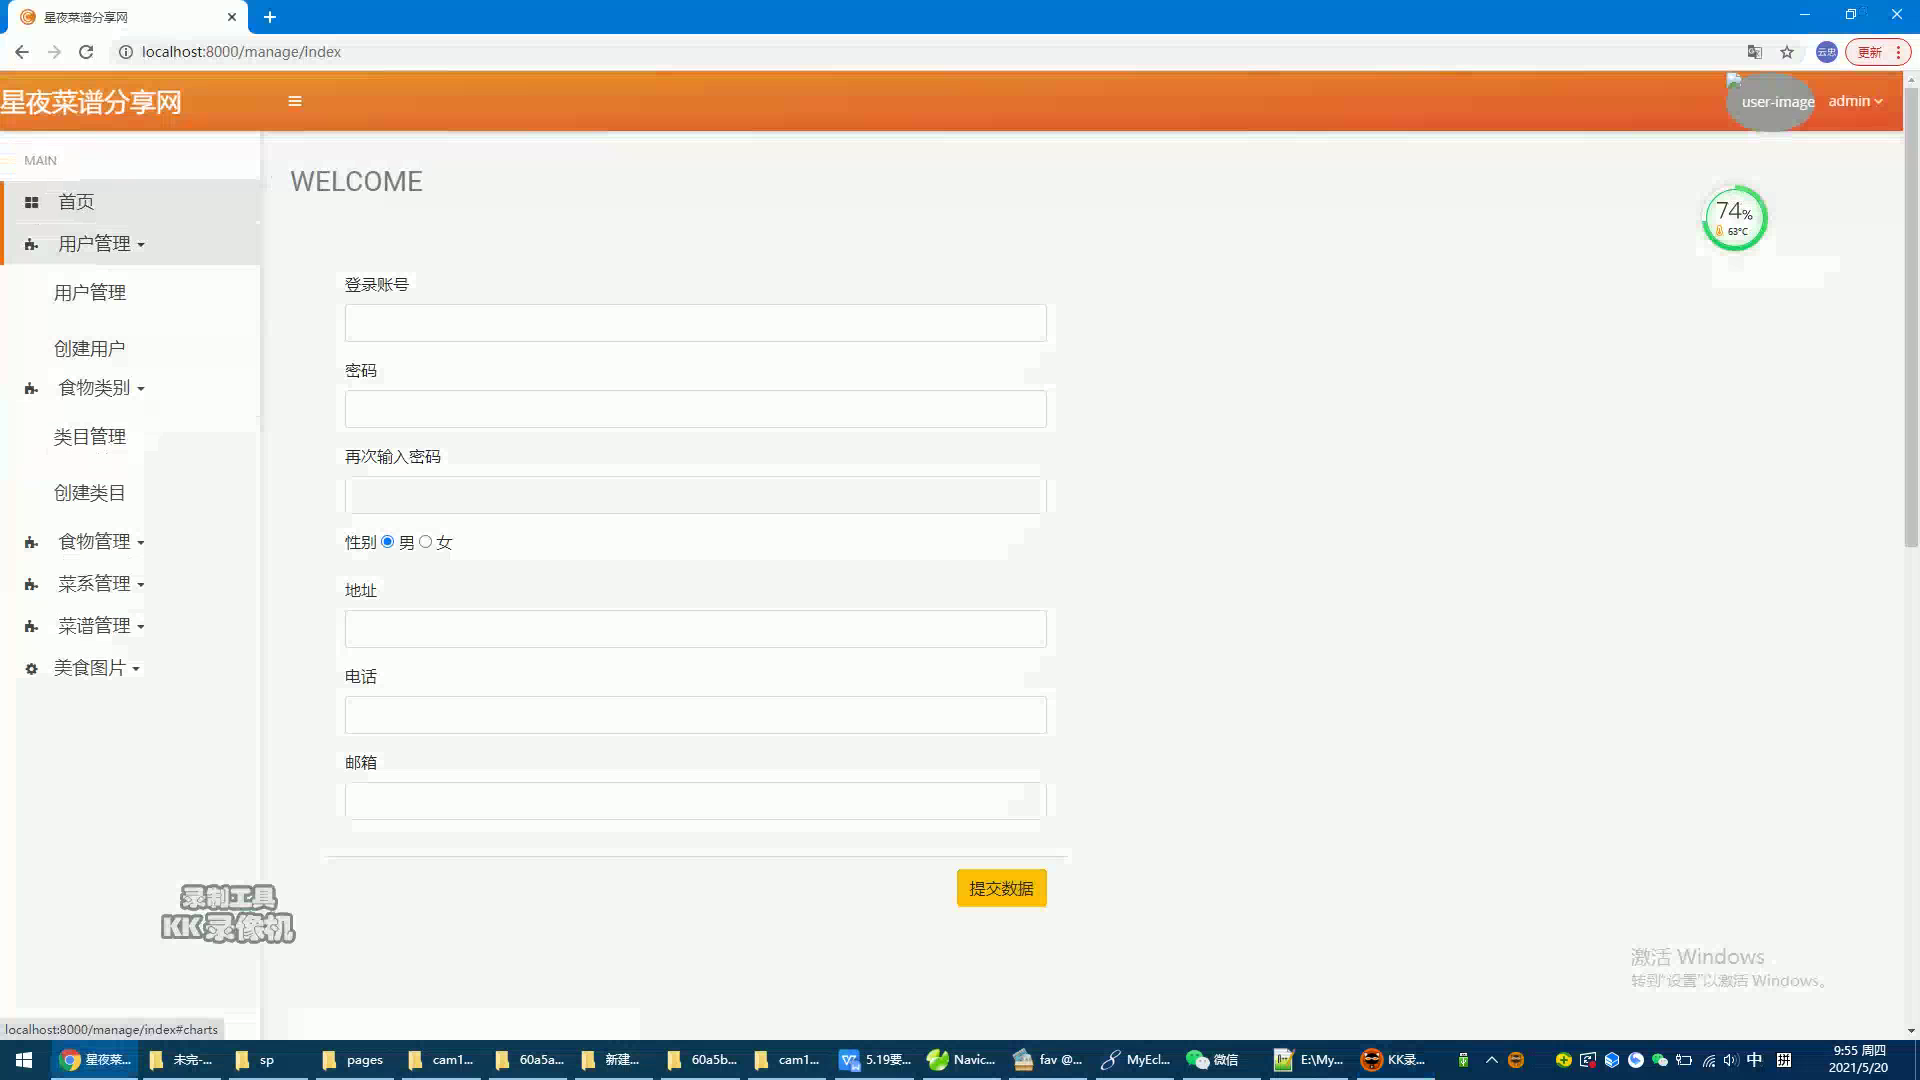 星夜菜谱分享网
localhost:8000/manage/index
云忠
更新
星夜菜谱分享网
user-image
admin
MAIN
首页
用户管理
用户管理
创建用户
食物类别
类目管理
创建类目
食物管理
菜系管理
菜谱管理
美食图片
WELCOME
74%
63°C
登录账号
密码
再次输入密码
性别 男 女
地址
电话
邮箱
提交数据
录制工具
KK录像机
激活 Windows
转到"设置"以激活 Windows。
localhost:8000/manage/index#charts
星夜菜...
未完-...
sp
pages
cam1...
60a5a...
新建...
60a5b...
cam1...
5.19要...
Navic...
fav @...
MyEcl...
微信
E:\My...
KK录...
中
拼
9:55 周四
2021/5/20